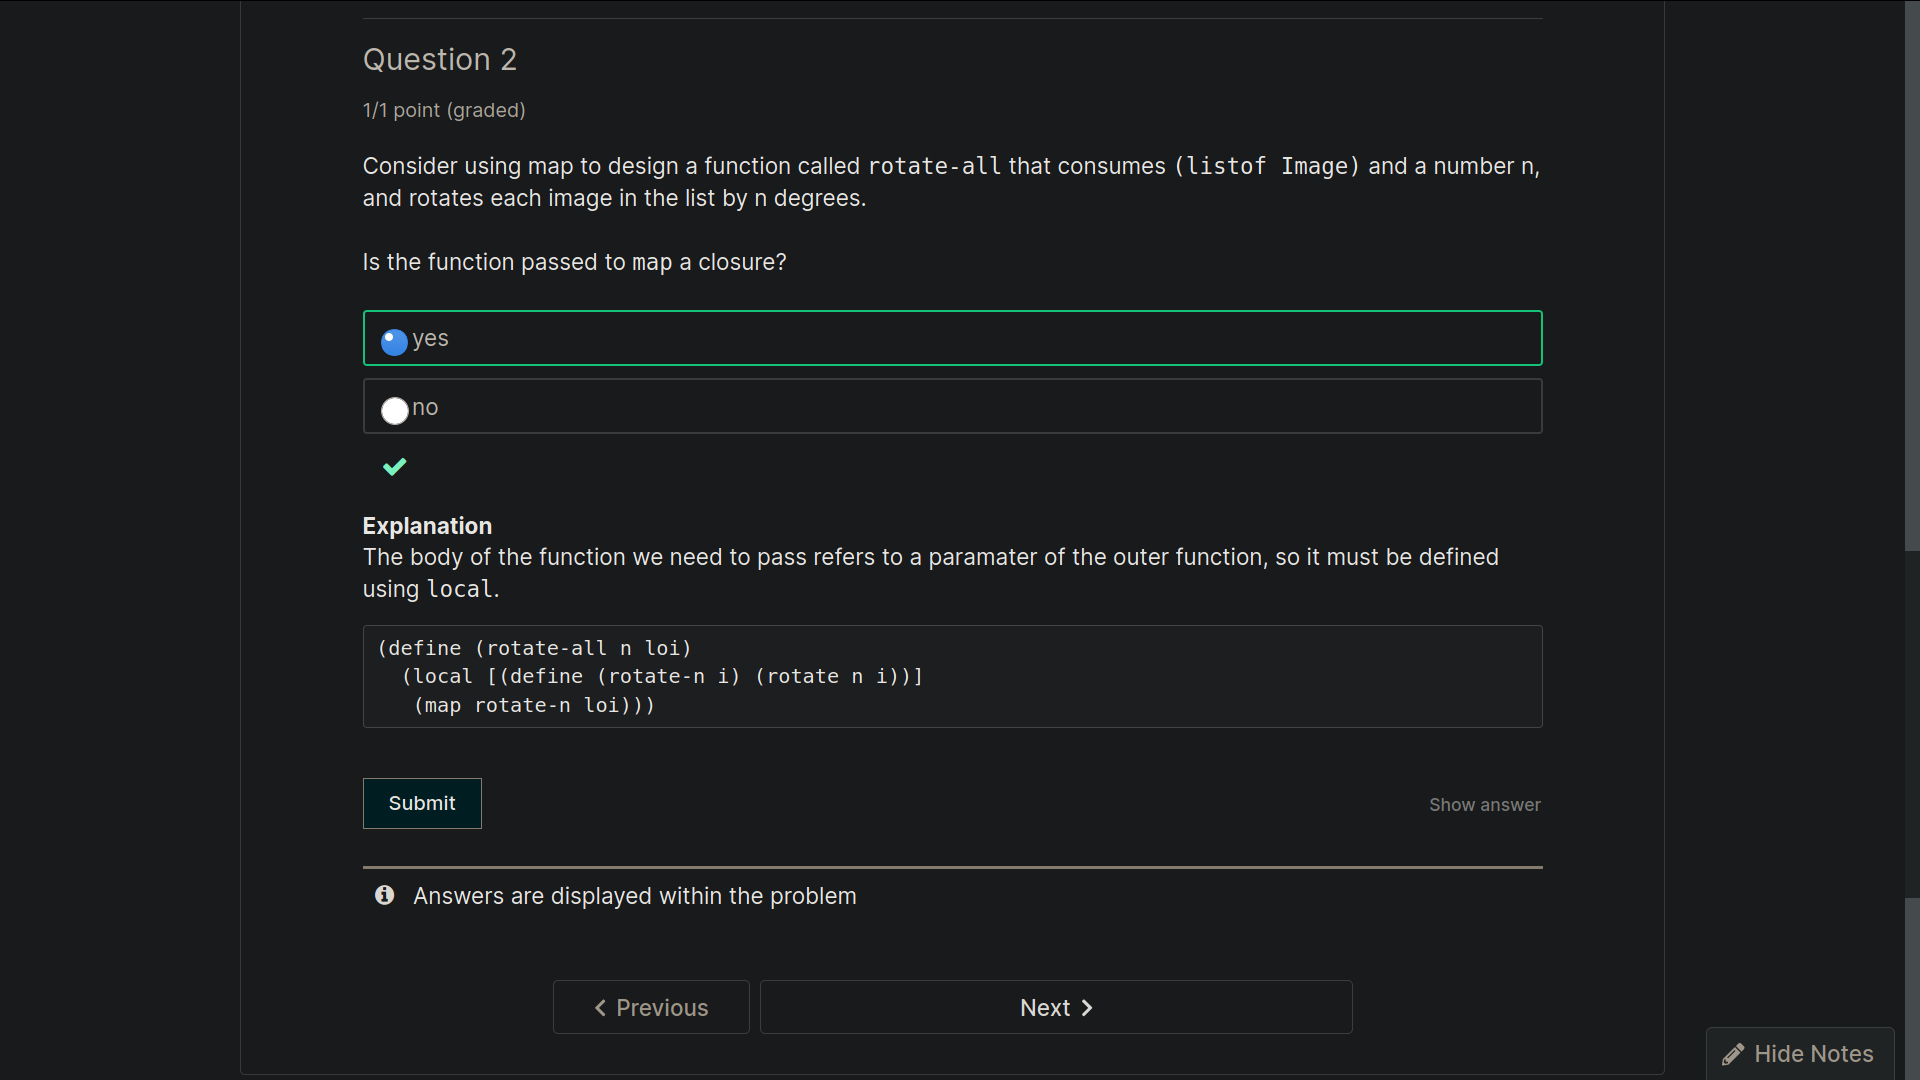 Question 2
1/1 point (graded)
Consider using map to design a function called rotate-all that consumes (listof Image) and a number n,
and rotates each image in the list by n degrees.
Is the function passed to map a closure?
yes
no
Explanation
The body of the function we need to pass refers to a paramater of the outer function, so it must be defined
using local.
(define (rotate-all n loi)
  (local [(define (rotate-n i) (rotate n i))]
   (map rotate-n loi)))
Submit
Show answer
Answers are displayed within the problem
Previous
Next
Hide Notes